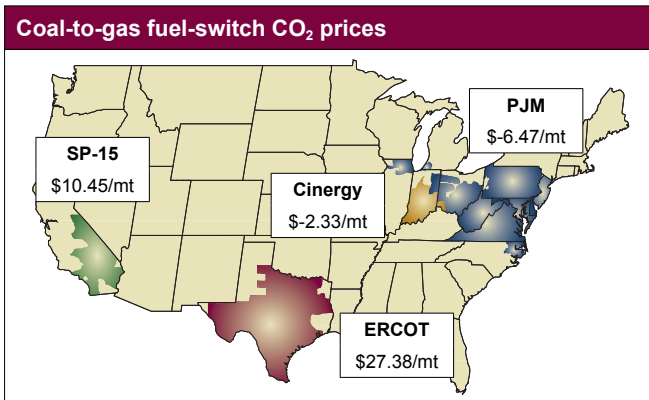 Coal-to-gas fuel-switch CO₂ prices
PJM
$-6.47/mt
SP-15
$10.45/mt
Cinergy
$-2.33/mt
ERCOT
$27.38/mt